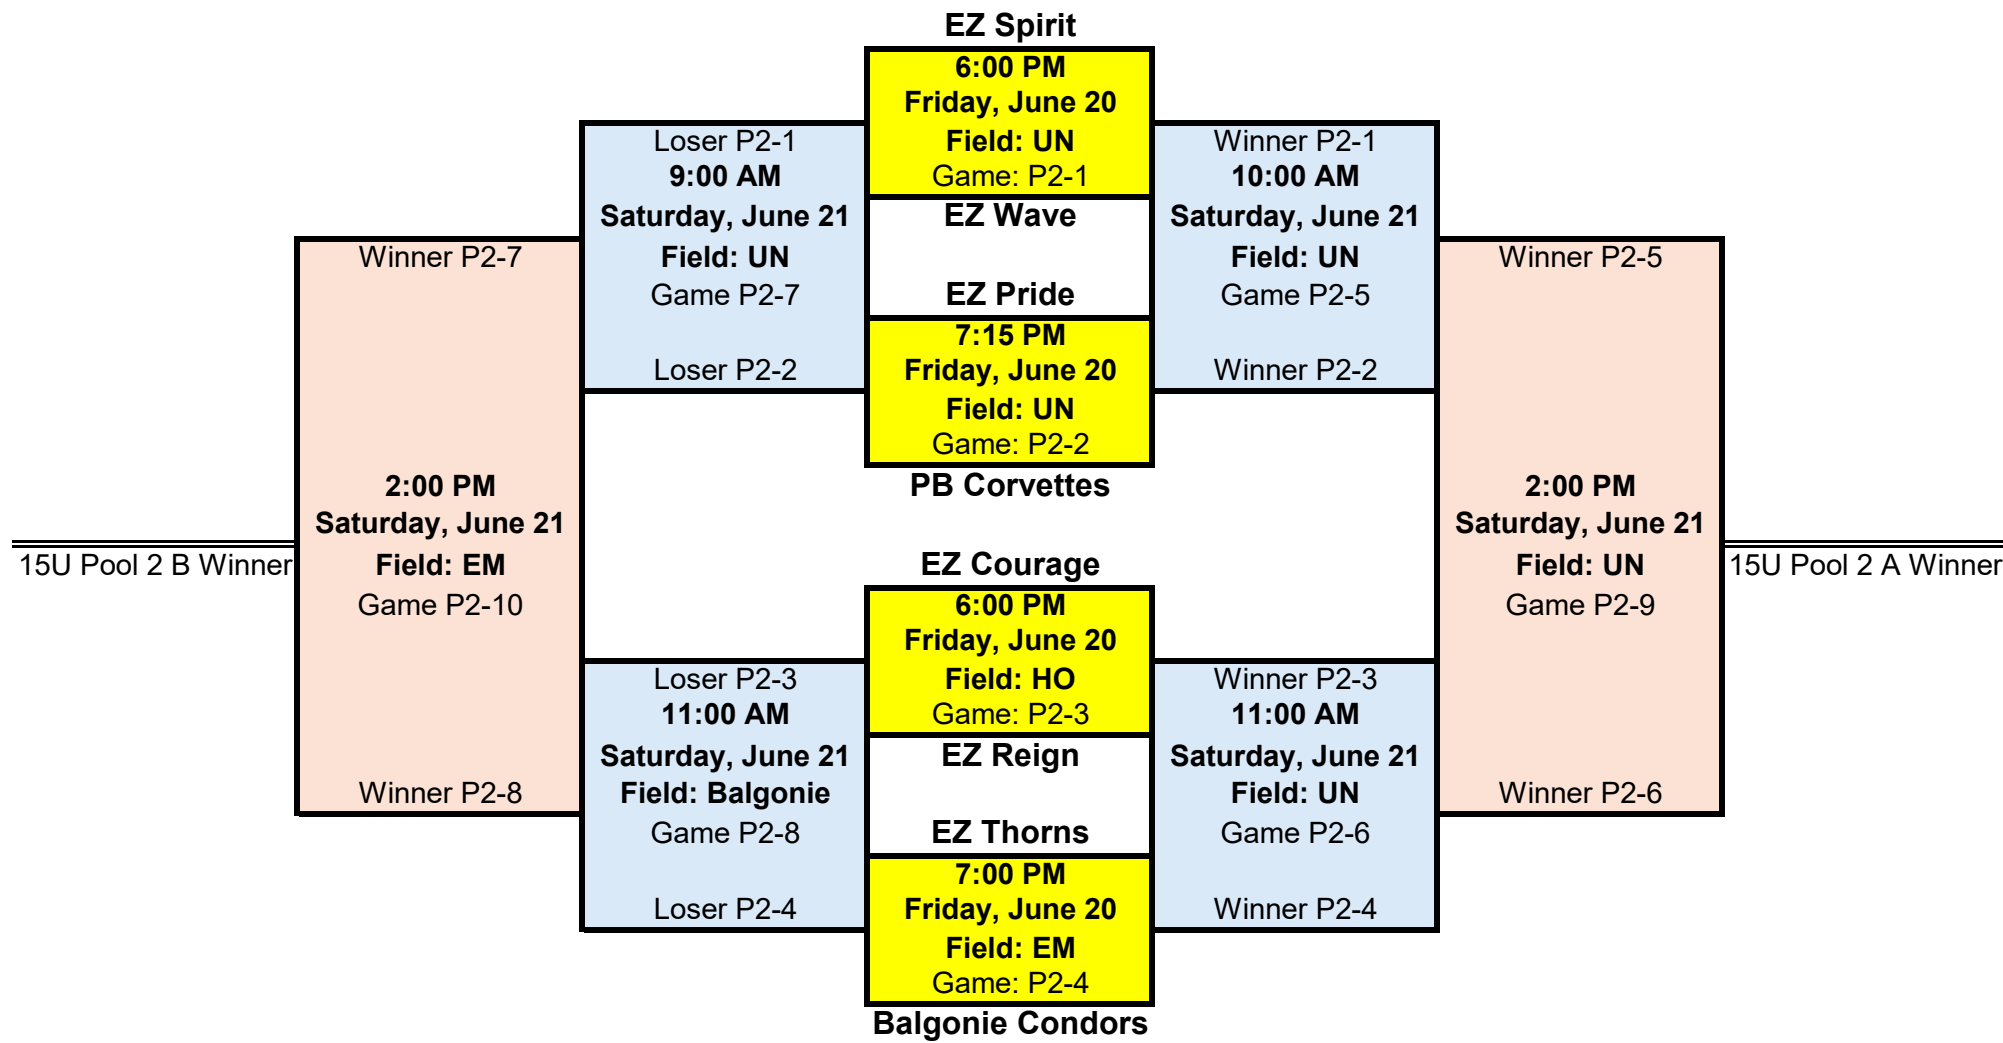 EZ Spirit
6:00 PM
Friday, June 20
Field: UN
Game: P2-1
EZ Wave
EZ Pride
7:15 PM
Friday, June 20
Field: UN
Game: P2-2
PB Corvettes
EZ Courage
6:00 PM
Friday, June 20
Field: HO
Game: P2-3
EZ Reign
EZ Thorns
7:00 PM
Friday, June 20
Field: EM
Game: P2-4
Balgonie Condors
Loser P2-1
9:00 AM
Saturday, June 21
Field: UN
Game P2-7
Loser P2-2
Loser P2-3
11:00 AM
Saturday, June 21
Field: Balgonie
Game P2-8
Loser P2-4
Winner P2-7
2:00 PM
Saturday, June 21
Field: EM
Game P2-10
Winner P2-8
15U Pool 2 B Winner
Winner P2-1
10:00 AM
Saturday, June 21
Field: UN
Game P2-5
Winner P2-2
Winner P2-3
11:00 AM
Saturday, June 21
Field: UN
Game P2-6
Winner P2-4
Winner P2-5
2:00 PM
Saturday, June 21
Field: UN
Game P2-9
Winner P2-6
15U Pool 2 A Winner